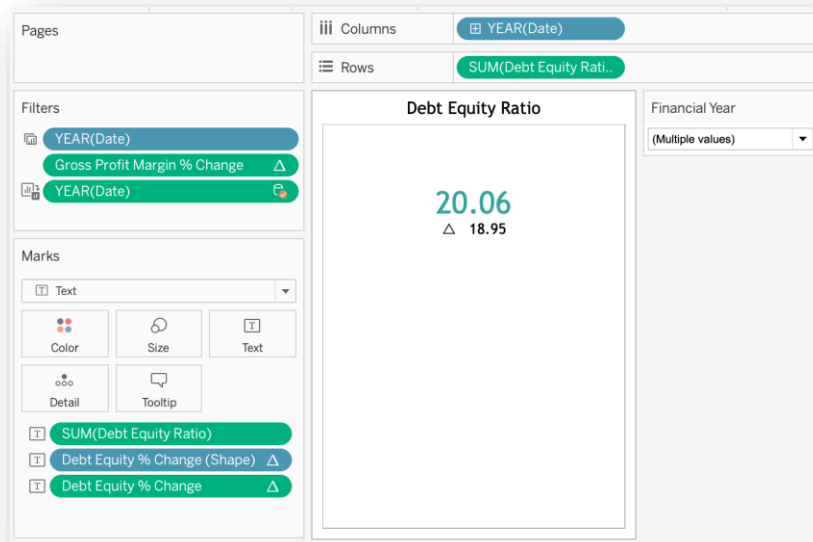 Pages
Columns
YEAR(Date)
Rows
SUM(Debt Equity Rati..
Filters
YEAR(Date)
Gross Profit Margin % Change Δ
YEAR(Date)
Marks
T Text
Color
Size
T
Text
Detail
Tooltip
T SUM(Debt Equity Ratio)
T Debt Equity % Change (Shape) Δ
T Debt Equity % Change Δ
Debt Equity Ratio
20.06
△ 18.95
Financial Year
(Multiple values)